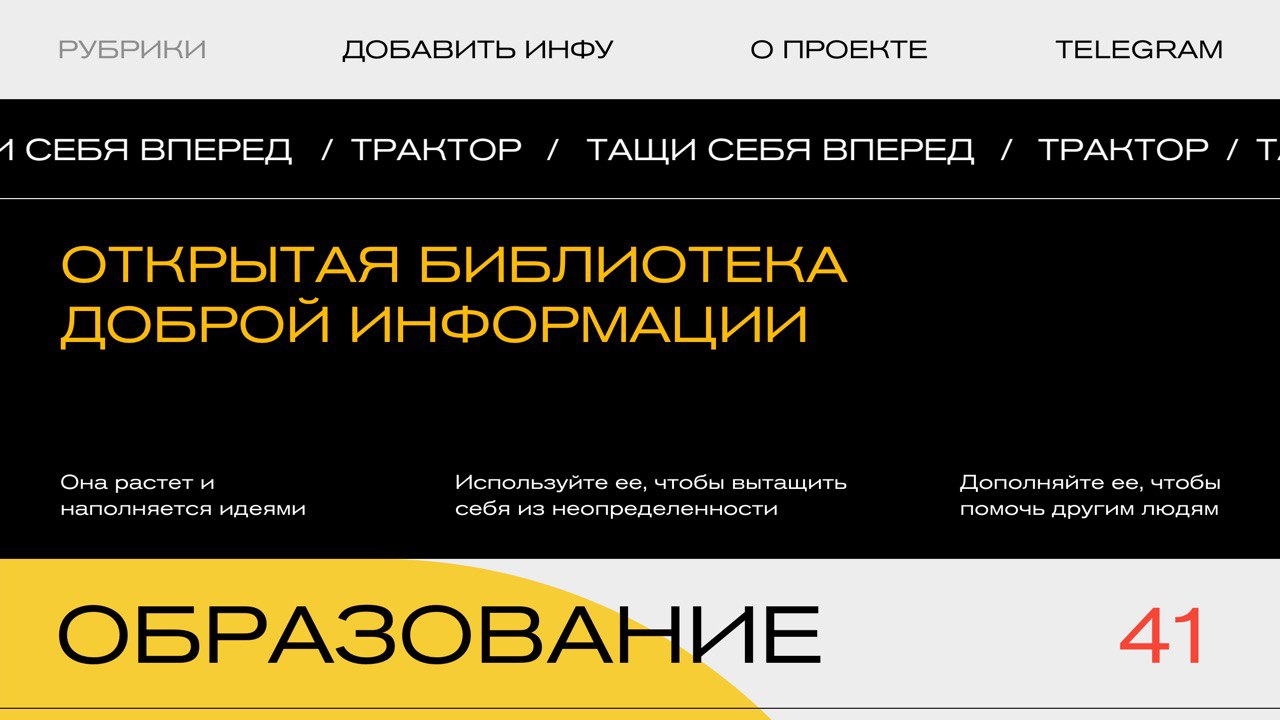 РУБРИКИ ДОБАВИТЬ ИНФУ О ПРОЕКТЕ TELEGRAM
И СЕБЯ ВПЕРЕД / ТРАКТОР / ТАЩИ СЕБЯ ВПЕРЕД / ТРАКТОР / ТА
ОТКРЫТАЯ БИБЛИОТЕКА
ДОБРОЙ ИНФОРМАЦИИ
Она растет и
наполняется идеями
Используйте ее, чтобы вытащить
себя из неопределенности
Дополняйте ее, чтобы
помочь другим людям
ОБРАЗОВАНИЕ 41